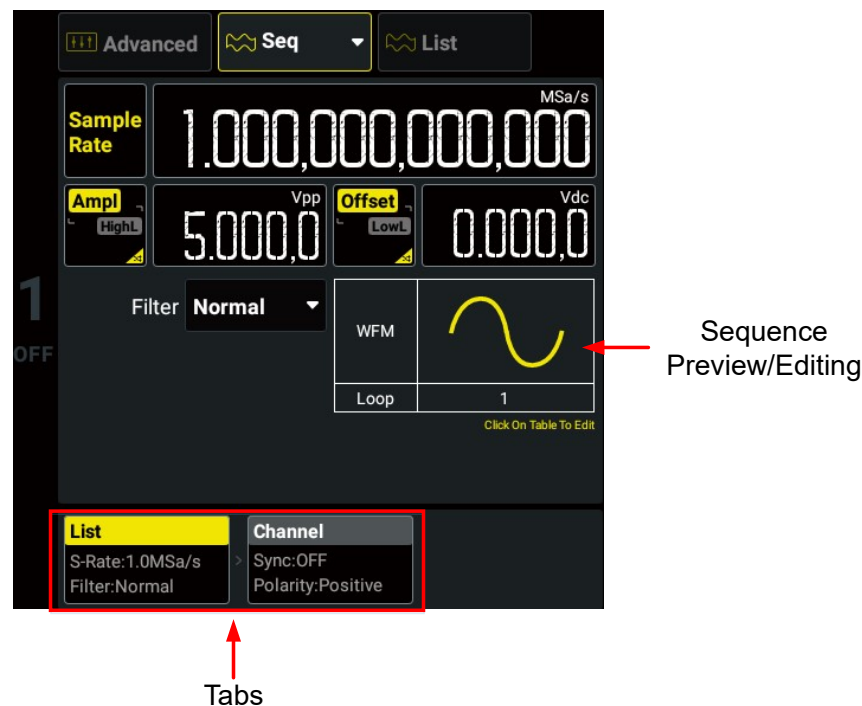 Advanced
Seq
List
Sample
Rate
MSa/s
1.000,000,000,000
Ampl
HighL
Vpp
5.000,0
Offset
LowL
Vdc
0.000,0
1
OFF
Filter
Normal
WFM
Loop
1
Click On Table To Edit
Sequence
Preview/Editing
List
S-Rate:1.0MSa/s
Filter:Normal
>
Channel
Sync:OFF
Polarity:Positive
Tabs